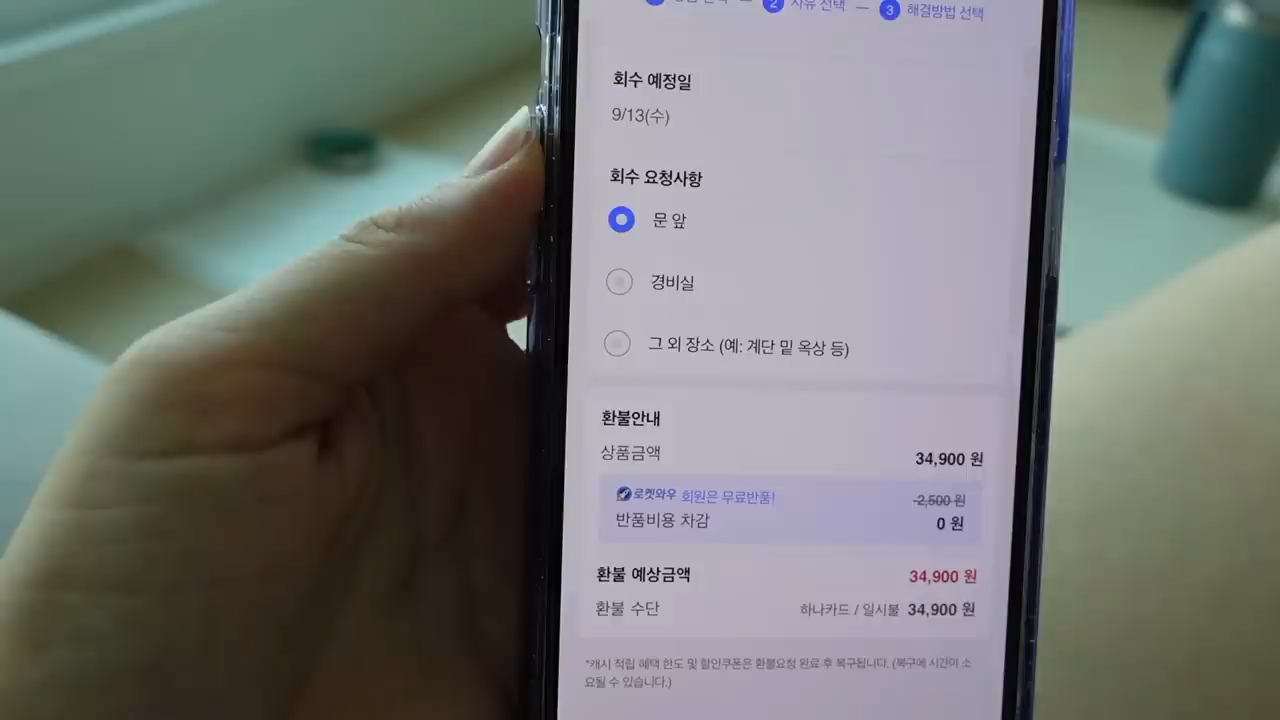 2 사유 선택 — 3 해결방법 선택
회수 예정일
9/13(수)
회수 요청사항
문 앞
경비실
그 외 장소 (예: 계단 밑 옥상 등)
환불안내
상품금액 34,900 원
로켓와우 회원은 무료반품! -2,500 원
반품비용 차감 0 원
환불 예상금액 34,900 원
환불 수단 하나카드 / 일시불 34,900 원
*캐시 적립 혜택 한도 및 할인쿠폰은 환불요청 완료 후 복구됩니다. (복구에 시간이 소
요될 수 있습니다.)